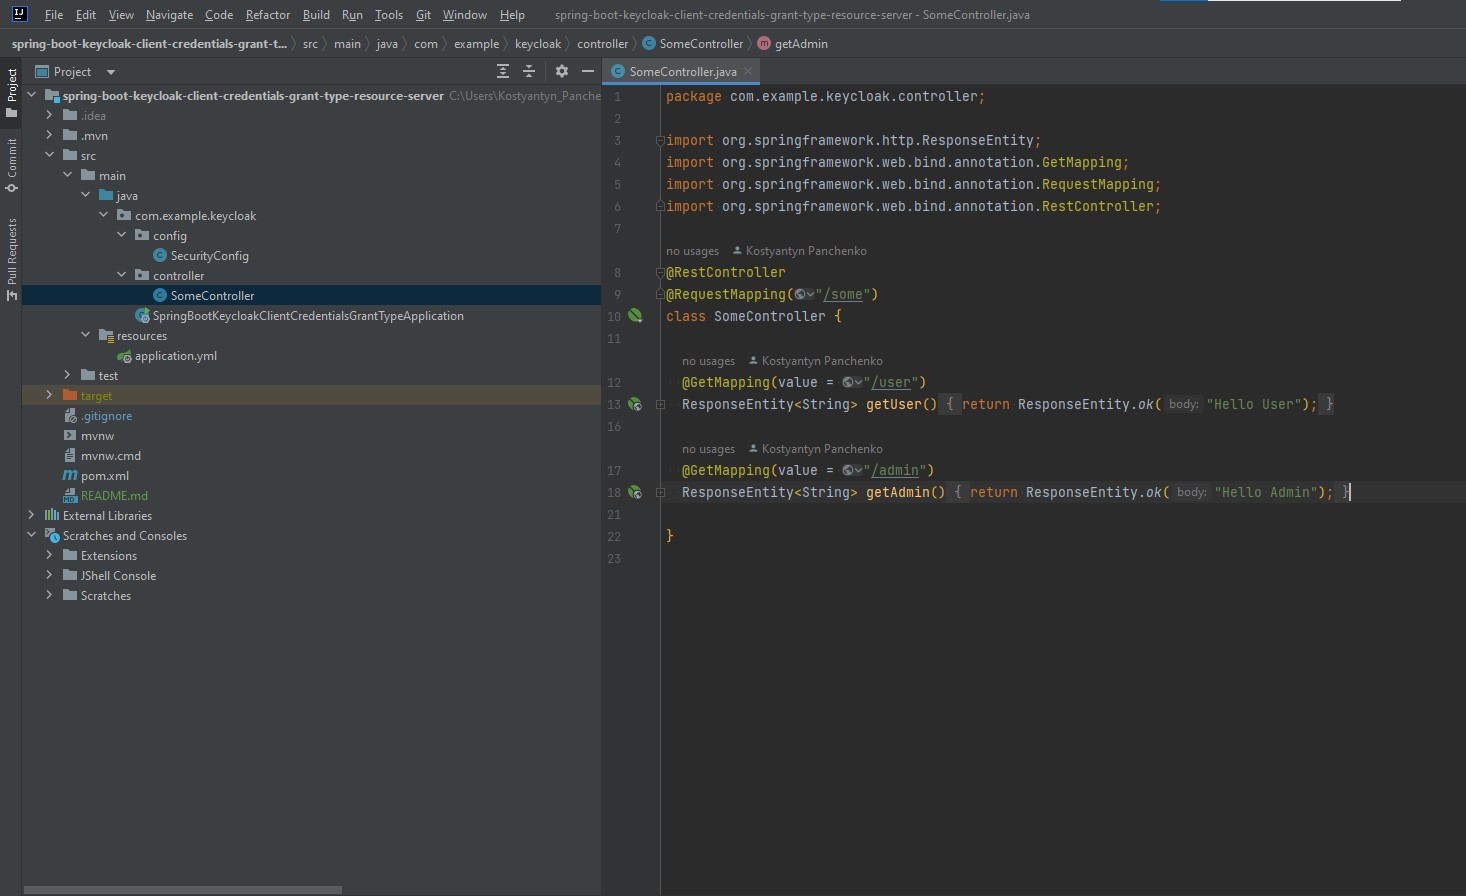 File Edit View Navigate Code Refactor Build Run Tools Git Window Help spring-boot-keycloak-client-credentials-grant-type-resource-server - SomeController.java
spring-boot-keycloak-client-credentials-grant-t... src main java com example keycloak controller SomeController getAdmin
Project
Commit
Pull Requests
Project
spring-boot-keycloak-client-credentials-grant-type-resource-server C:\Users\Kostyantyn_Panche
.idea
.mvn
src
main
java
com.example.keycloak
config
SecurityConfig
controller
SomeController
SpringBootKeycloakClientCredentialsGrantTypeApplication
resources
application.yml
test
target
.gitignore
mvnw
mvnw.cmd
pom.xml
README.md
External Libraries
Scratches and Consoles
Extensions
JShell Console
Scratches
SomeController.java
1 package com.example.keycloak.controller;
2
3 import org.springframework.http.ResponseEntity;
4 import org.springframework.web.bind.annotation.GetMapping;
5 import org.springframework.web.bind.annotation.RequestMapping;
6 import org.springframework.web.bind.annotation.RestController;
7
no usages Kostyantyn Panchenko
8 @RestController
9 @RequestMapping("/some")
10 class SomeController {
11
no usages Kostyantyn Panchenko
12 @GetMapping(value = "/user")
13 ResponseEntity<String> getUser() { return ResponseEntity.ok( body: "Hello User"); }
16
no usages Kostyantyn Panchenko
17 @GetMapping(value = "/admin")
18 ResponseEntity<String> getAdmin() { return ResponseEntity.ok( body: "Hello Admin"); }
21
22 }
23